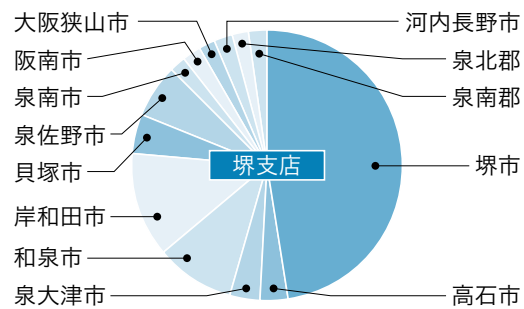 大阪狭山市
阪南市
泉南市
泉佐野市
貝塚市
岸和田市
和泉市
泉大津市
堺支店
河内長野市
泉北郡
泉南郡
堺市
高石市